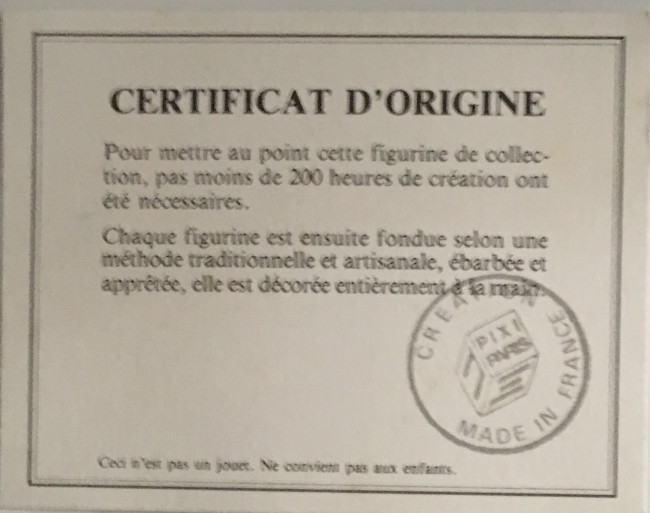 CERTIFICAT D'ORIGINE
Pour mettre au point cette figurine de collec-
tion, pas moins de 200 heures de création ont
été nécessaires.
Chaque figurine est ensuite fondue selon une
méthode traditionnelle et artisanale, ébarbée et
apprêtée, elle est décorée entièrement à la main.
CREATION
PIXI
PARIS
MADE IN FRANCE
Ceci n'est pas un jouet. Ne convient pas aux enfants.